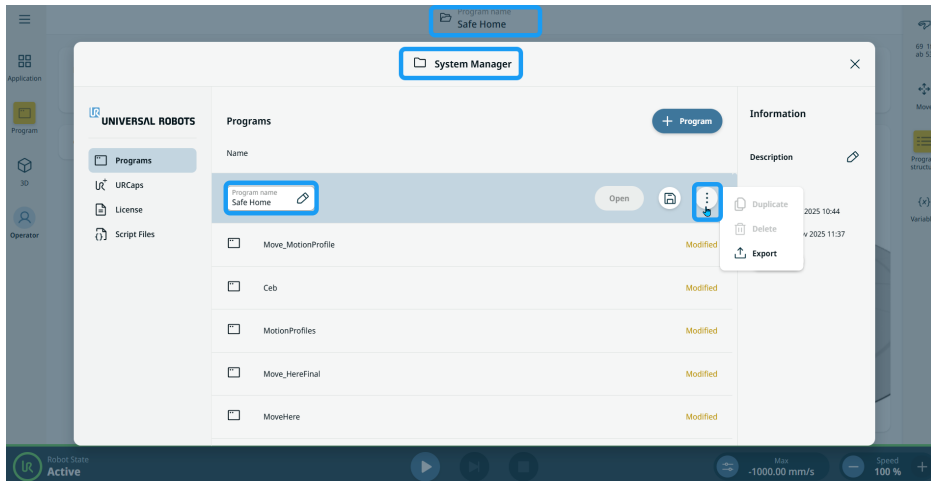 Program name
Safe Home
System Manager
Application
Program
3D
Operator
UNIVERSAL ROBOTS
Programs
URCaps
License
Script Files
Programs
+ Program
Name
Program name
Safe Home
Open
Move_MotionProfile
Modified
Ceb
Modified
MotionProfiles
Modified
Move_HereFinal
Modified
MoveHere
Modified
Information
Description
Duplicate
2025 10:44
Delete
2025 11:37
Export
Move
{x}
Robot State
Active
Max
-1000.00 mm/s
Speed
100 %